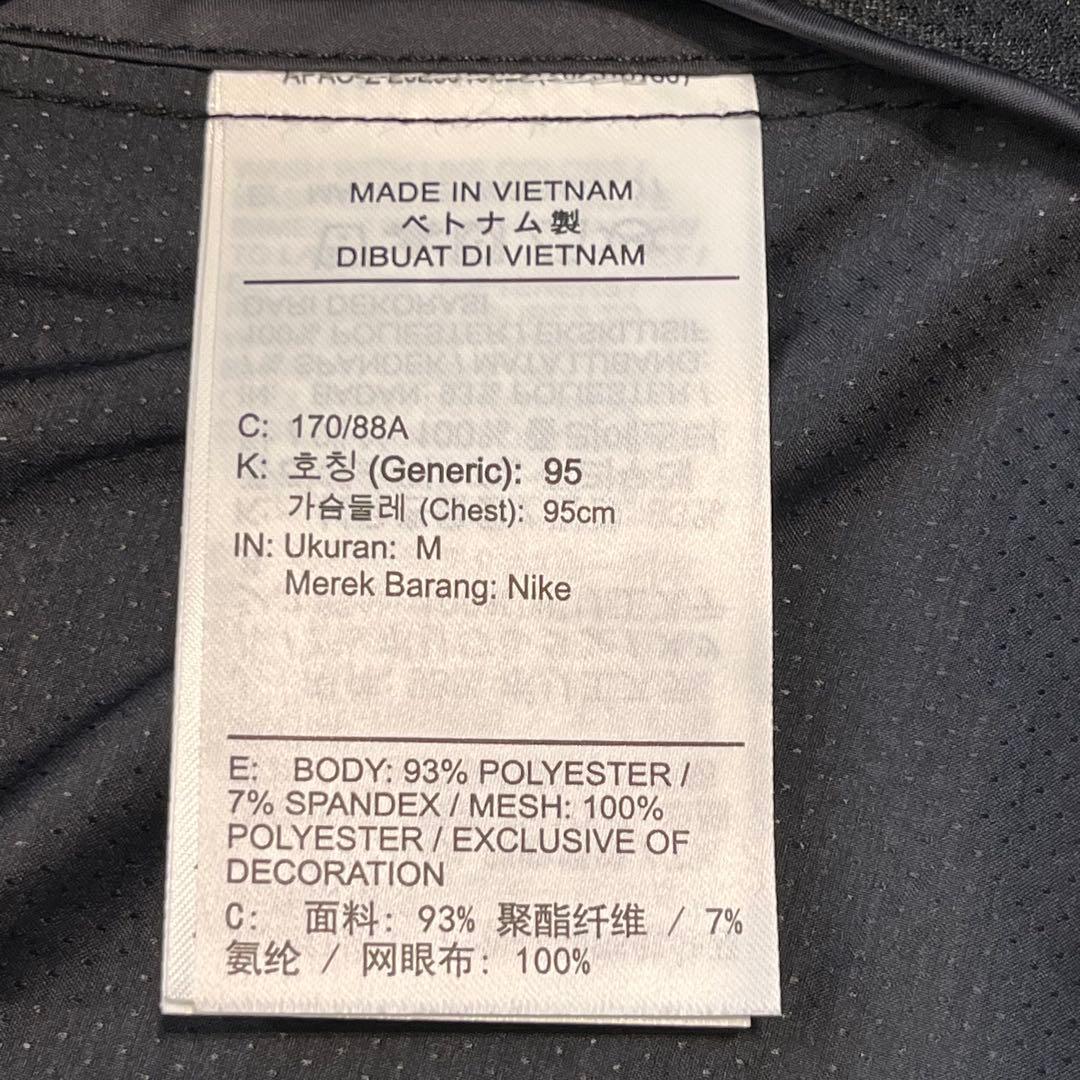 MADE IN VIETNAM
ベトナム製
DIBUAT DI VIETNAM
C: 170/88A
K: 호칭 (Generic): 95
가슴둘레 (Chest): 95cm
IN: Ukuran: M
Merek Barang: Nike
E: BODY: 93% POLYESTER /
7% SPANDEX / MESH: 100%
POLYESTER / EXCLUSIVE OF
DECORATION
C: 面料: 93% 聚酯纤维 / 7%
氨纶 / 网眼布: 100%